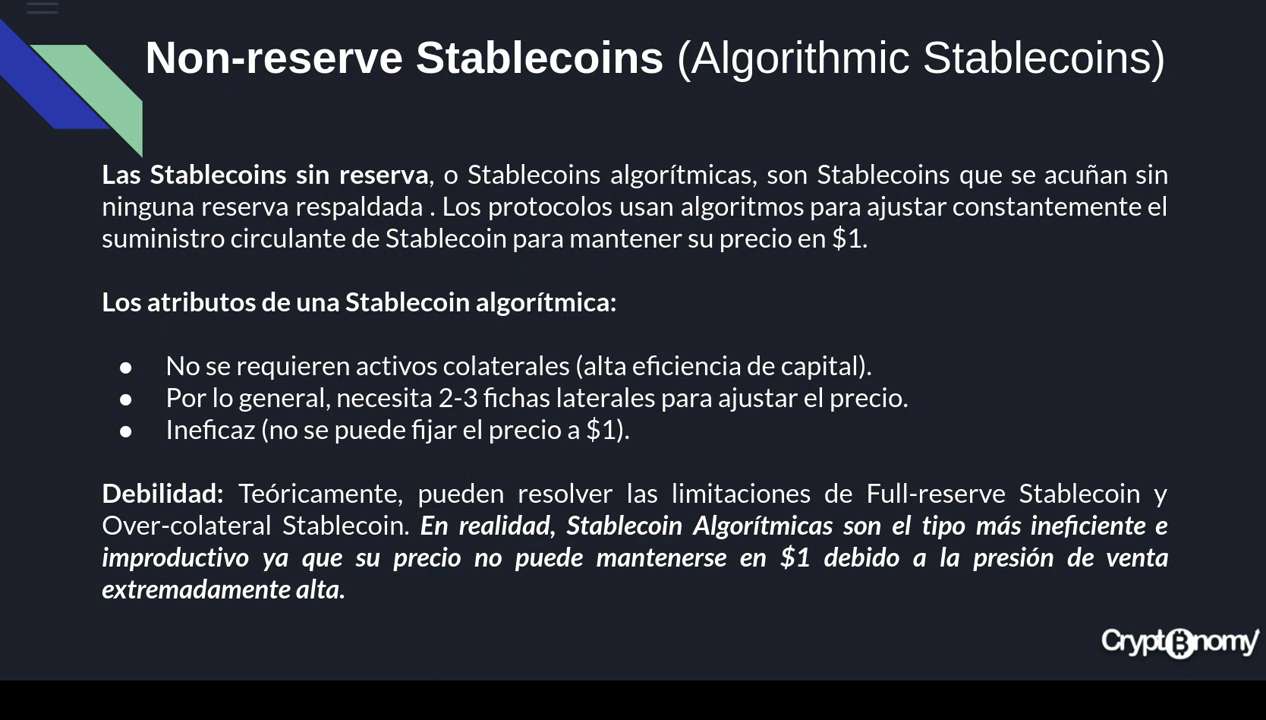 Non-reserve Stablecoins (Algorithmic Stablecoins)
Las Stablecoins sin reserva, o Stablecoins algorítmicas, son Stablecoins que se acuñan sin
ninguna reserva respaldada . Los protocolos usan algoritmos para ajustar constantemente el
suministro circulante de Stablecoin para mantener su precio en $1.
Los atributos de una Stablecoin algorítmica:
● No se requieren activos colaterales (alta eficiencia de capital).
● Por lo general, necesita 2-3 fichas laterales para ajustar el precio.
● Ineficaz (no se puede fijar el precio a $1).
Debilidad: Teóricamente, pueden resolver las limitaciones de Full-reserve Stablecoin y
Over-colateral Stablecoin. En realidad, Stablecoin Algorítmicas son el tipo más ineficiente e
improductivo ya que su precio no puede mantenerse en $1 debido a la presión de venta
extremadamente alta.
Crypt₿nomy